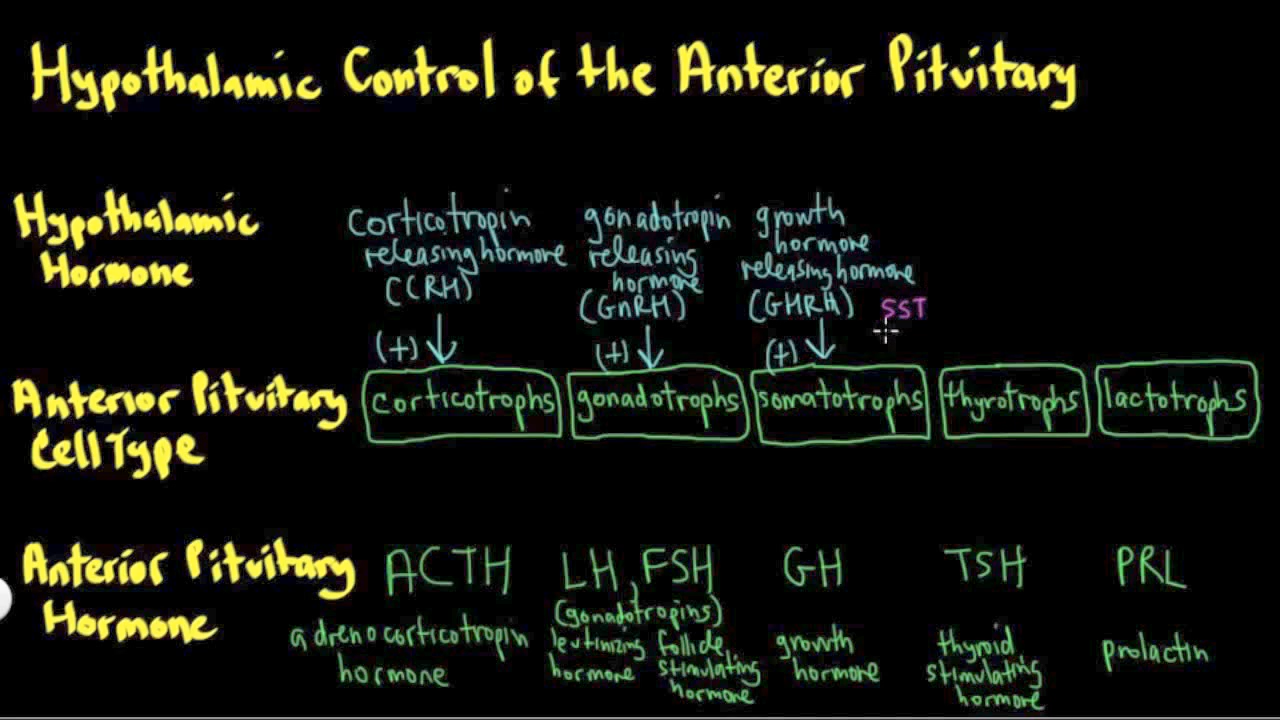 Hypothalamic Control of the Anterior Pituitary
Hypothalamic
Hormone
corticotropin
releasing hormone
(CRH)
(+)
gonadotropin
releasing
hormone
(GnRH)
(+)
growth
hormone
releasing hormone
(GHRH)
(+)
SST
Anterior Pituitary
Cell Type
corticotrophs
gonadotrophs
somatotrophs
thyrotrophs
lactotrophs
Anterior Pituitary
Hormone
ACTH
adrenocorticotropin
hormone
LH, FSH
(gonadotropins)
leutinizing
hormone
follicle
stimulating
hormone
GH
growth
hormone
TSH
thyroid
stimulating
hormone
PRL
prolactin